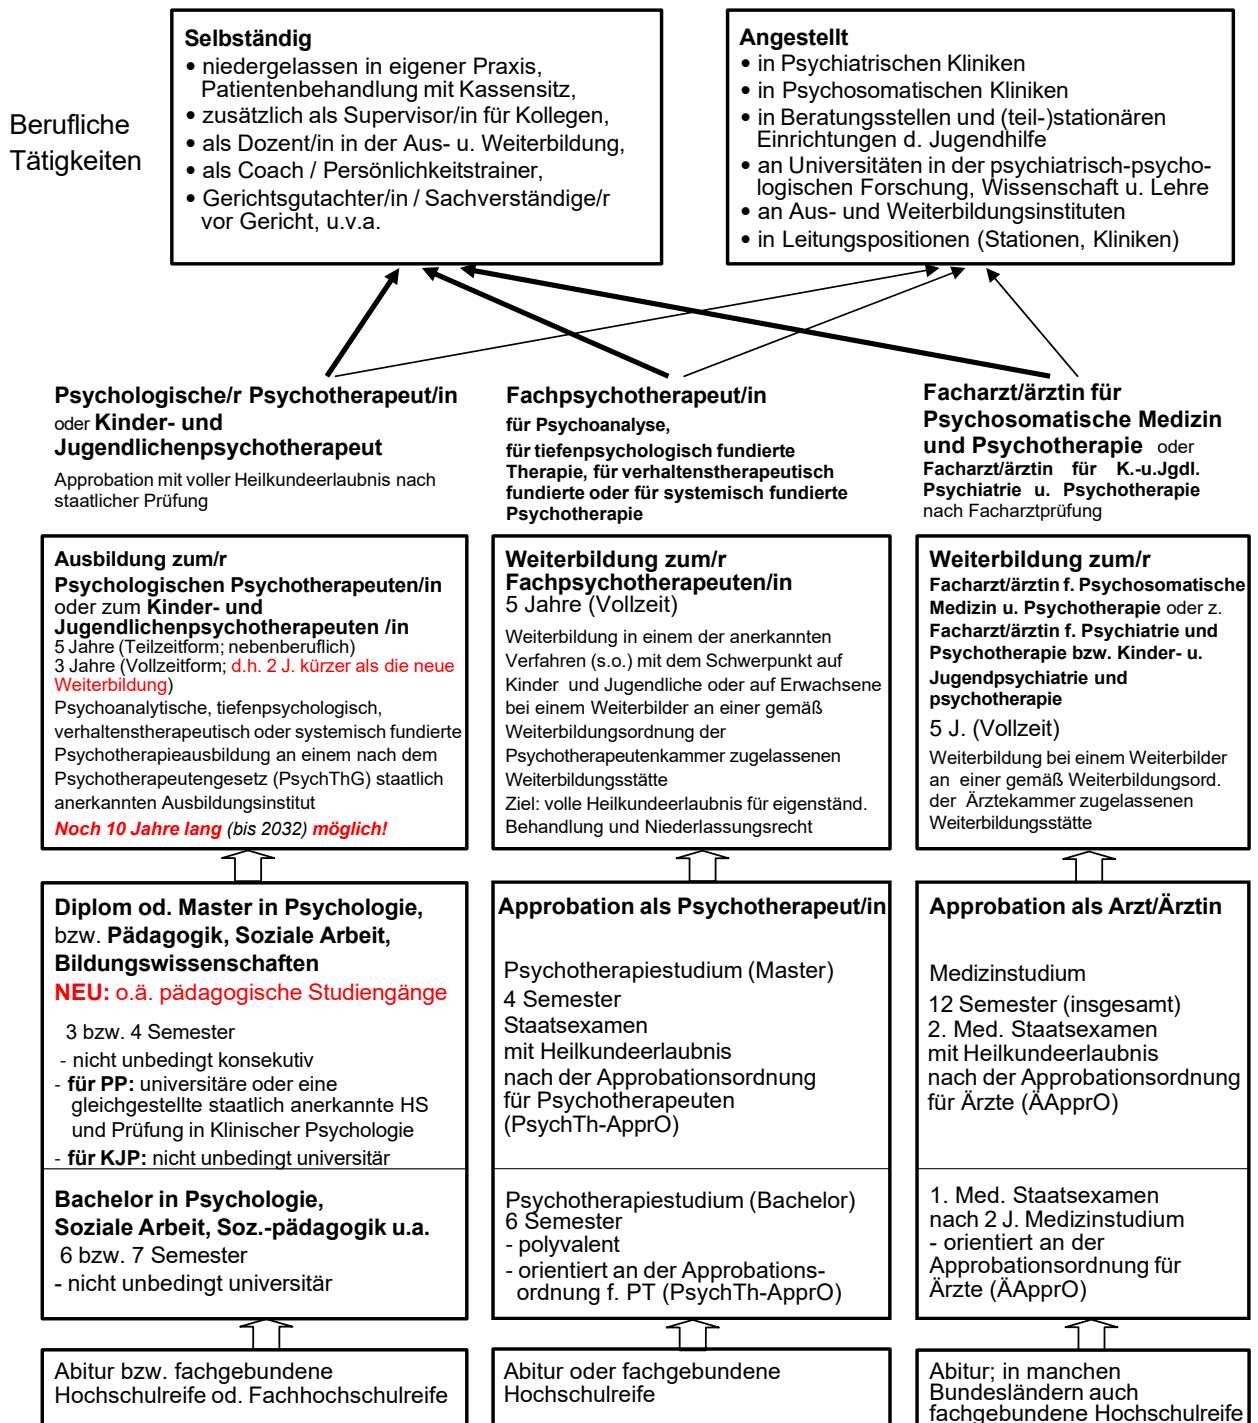 Berufliche
Tätigkeiten
Selbständig
• niedergelassen in eigener Praxis,
Patientenbehandlung mit Kassensitz,
• zusätzlich als Supervisor/in für Kollegen,
• als Dozent/in in der Aus- u. Weiterbildung,
• als Coach / Persönlichkeitstrainer,
• Gerichtsgutachter/in / Sachverständige/r
vor Gericht, u.v.a.
Angestellt
• in Psychiatrischen Kliniken
• in Psychosomatischen Kliniken
• in Beratungsstellen und (teil-)stationären
Einrichtungen d. Jugendhilfe
• an Universitäten in der psychiatrisch-psycho-
logischen Forschung, Wissenschaft u. Lehre
• an Aus- und Weiterbildungsinstituten
• in Leitungspositionen (Stationen, Kliniken)
Psychologische/r Psychotherapeut/in
oder Kinder- und
Jugendlichenpsychotherapeut
Approbation mit voller Heilkundeerlaubnis nach
staatlicher Prüfung
Fachpsychotherapeut/in
für Psychoanalyse,
für tiefenpsychologisch fundierte
Therapie, für verhaltenstherapeutisch
fundierte oder für systemisch fundierte
Psychotherapie
Facharzt/ärztin für
Psychosomatische Medizin
und Psychotherapie oder
Facharzt/ärztin für K.-u.Jgdl.
Psychiatrie u. Psychotherapie
nach Facharztprüfung
Ausbildung zum/r
Psychologischen Psychotherapeuten/in
oder zum Kinder- und
Jugendlichenpsychotherapeuten /in
5 Jahre (Teilzeitform; nebenberuflich)
3 Jahre (Vollzeitform; d.h. 2 J. kürzer als die neue
Weiterbildung)
Psychoanalytische, tiefenpsychologisch,
verhaltenstherapeutisch oder systemisch fundierte
Psychotherapieausbildung an einem nach dem
Psychotherapeutengesetz (PsychThG) staatlich
anerkannten Ausbildungsinstitut
Noch 10 Jahre lang (bis 2032) möglich!
Weiterbildung zum/r
Fachpsychotherapeuten/in
5 Jahre (Vollzeit)
Weiterbildung in einem der anerkannten
Verfahren (s.o.) mit dem Schwerpunkt auf
Kinder und Jugendliche oder auf Erwachsene
bei einem Weiterbilder an einer gemäß
Weiterbildungsordnung der
Psychotherapeutenkammer zugelassenen
Weiterbildungsstätte
Ziel: volle Heilkundeerlaubnis für eigenständ.
Behandlung und Niederlassungsrecht
Weiterbildung zum/r
Facharzt/ärztin f. Psychosomatische
Medizin u. Psychotherapie oder z.
Facharzt/ärztin f. Psychiatrie und
Psychotherapie bzw. Kinder- u.
Jugendpsychiatrie und
psychotherapie
5 J. (Vollzeit)
Weiterbildung bei einem Weiterbilder
an einer gemäß Weiterbildungsord.
der Ärztekammer zugelassenen
Weiterbildungsstätte
Diplom od. Master in Psychologie,
bzw. Pädagogik, Soziale Arbeit,
Bildungswissenschaften
NEU: o.ä. pädagogische Studiengänge
3 bzw. 4 Semester
- nicht unbedingt konsekutiv
- für PP: universitäre oder eine
gleichgestellte staatlich anerkannte HS
und Prüfung in Klinischer Psychologie
- für KJP: nicht unbedingt universitär
Bachelor in Psychologie,
Soziale Arbeit, Soz.-pädagogik u.a.
6 bzw. 7 Semester
- nicht unbedingt universitär
Approbation als Psychotherapeut/in
Psychotherapiestudium (Master)
4 Semester
Staatsexamen
mit Heilkundeerlaubnis
nach der Approbationsordnung
für Psychotherapeuten
(PsychTh-ApprO)
Psychotherapiestudium (Bachelor)
6 Semester
- polyvalent
- orientiert an der Approbations-
ordnung f. PT (PsychTh-ApprO)
Approbation als Arzt/Ärztin
Medizinstudium
12 Semester (insgesamt)
2. Med. Staatsexamen
mit Heilkundeerlaubnis
nach der Approbationsordnung
für Ärzte (ÄApprO)
1. Med. Staatsexamen
nach 2 J. Medizinstudium
- orientiert an der
Approbationsordnung für
Ärzte (ÄApprO)
Abitur bzw. fachgebundene
Hochschulreife od. Fachhochschulreife
Abitur oder fachgebundene
Hochschulreife
Abitur; in manchen
Bundesländern auch
fachgebundene Hochschulreife